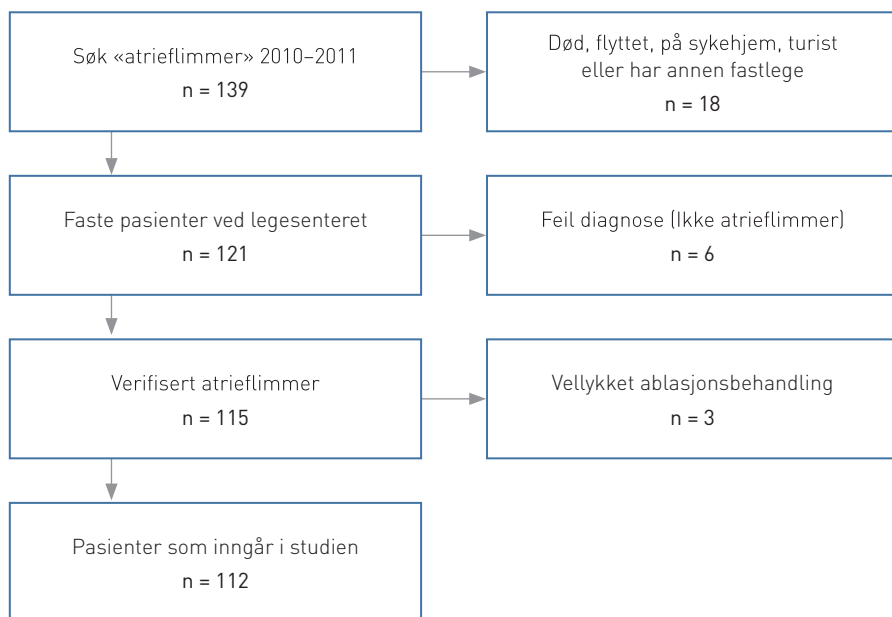 Søk «atrieflimmer» 2010–2011
n = 139
Død, flyttet, på sykehjem, turist
eller har annen fastlege
n = 18
Faste pasienter ved legesenteret
n = 121
Feil diagnose (Ikke atrieflimmer)
n = 6
Verifisert atrieflimmer
n = 115
Vellykket ablasjonsbehandling
n = 3
Pasienter som inngår i studien
n = 112